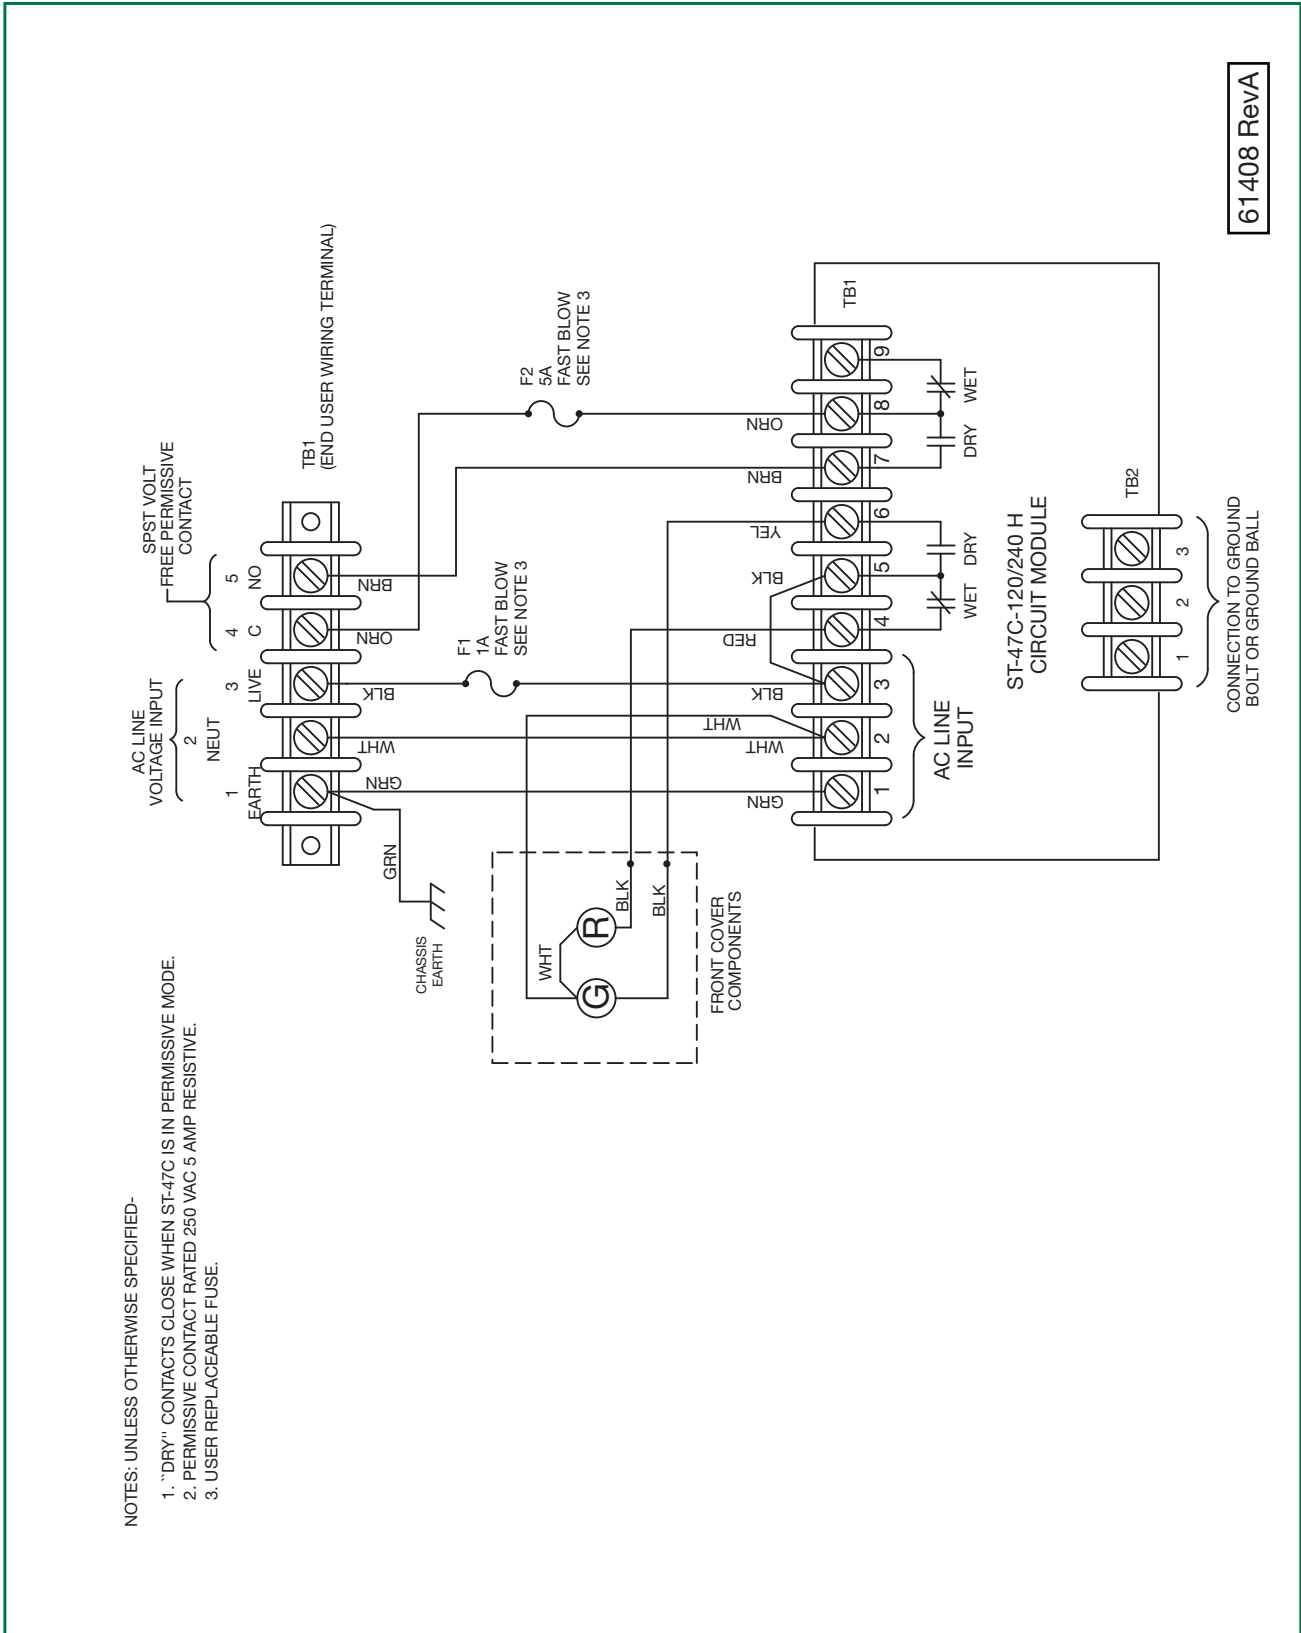 NOTES: UNLESS OTHERWISE SPECIFIED-
1. ``DRY'' CONTACTS CLOSE WHEN ST-47C IS IN PERMISSIVE MODE.
2. PERMISSIVE CONTACT RATED 250 VAC 5 AMP RESISTIVE.
3. USER REPLACEABLE FUSE.
AC LINE
VOLTAGE INPUT
SPST VOLT
FREE PERMISSIVE
CONTACT
1
2
3
4
5
EARTH
NEUT
LIVE
C
NO
TB1
(END USER WIRING TERMINAL)
GRN
GRN
WHT
BLK
ORN
BRN
CHASSIS
EARTH
F1
1A
FAST BLOW
SEE NOTE 3
F2
5A
FAST BLOW
SEE NOTE 3
WHT
G
R
BLK
BLK
FRONT COVER
COMPONENTS
GRN
WHT
WHT
BLK
RED
BLK
YEL
BRN
ORN
TB1
1
2
3
4
5
6
7
8
9
AC LINE
INPUT
WET
DRY
DRY
WET
ST-47C-120/240 H
CIRCUIT MODULE
TB2
1
2
3
CONNECTION TO GROUND
BOLT OR GROUND BALL
61408 RevA